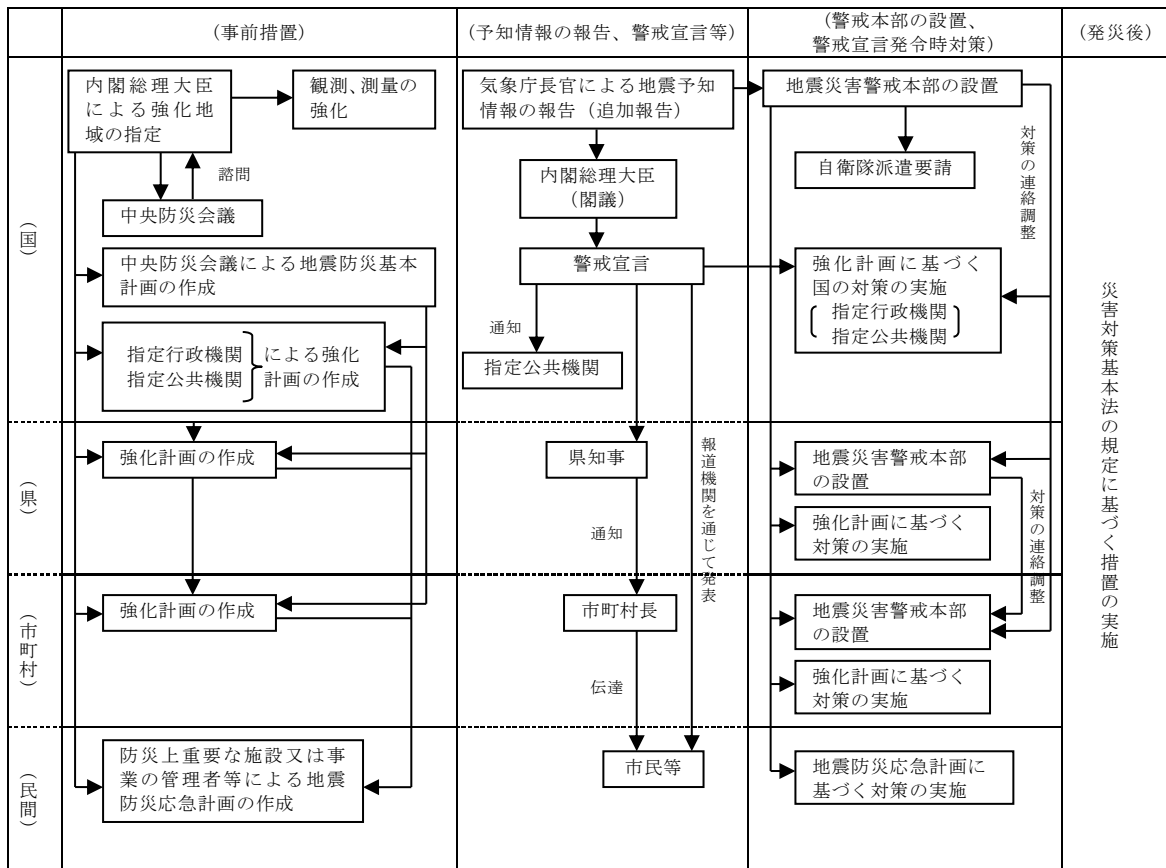 (事前措置)
(予知情報の報告、警戒宣言等)
(警戒本部の設置、
警戒宣言発令時対策)
(発災後)
(国)
内閣総理大臣
による強化地
域の指定
観測、測量の
強化
諮問
中央防災会議
中央防災会議による地震防災基本
計画の作成
指定行政機関
指定公共機関
による強化
計画の作成
気象庁長官による地震予知
情報の報告(追加報告)
内閣総理大臣
(閣議)
警戒宣言
通知
指定公共機関
地震災害警戒本部の設置
自衛隊派遣要請
対策の連絡調整
強化計画に基づく
国の対策の実施
指定行政機関
指定公共機関
災害対策基本法の規定に基づく措置の実施
(県)
強化計画の作成
県知事
通知
報道機関を通じて発表
地震災害警戒本部
の設置
強化計画に基づく
対策の実施
対策の連絡調整
(市町村)
強化計画の作成
市町村長
伝達
地震災害警戒本部
の設置
強化計画に基づく
対策の実施
(民間)
防災上重要な施設又は事
業の管理者等による地震
防災応急計画の作成
市民等
地震防災応急計画に
基づく対策の実施